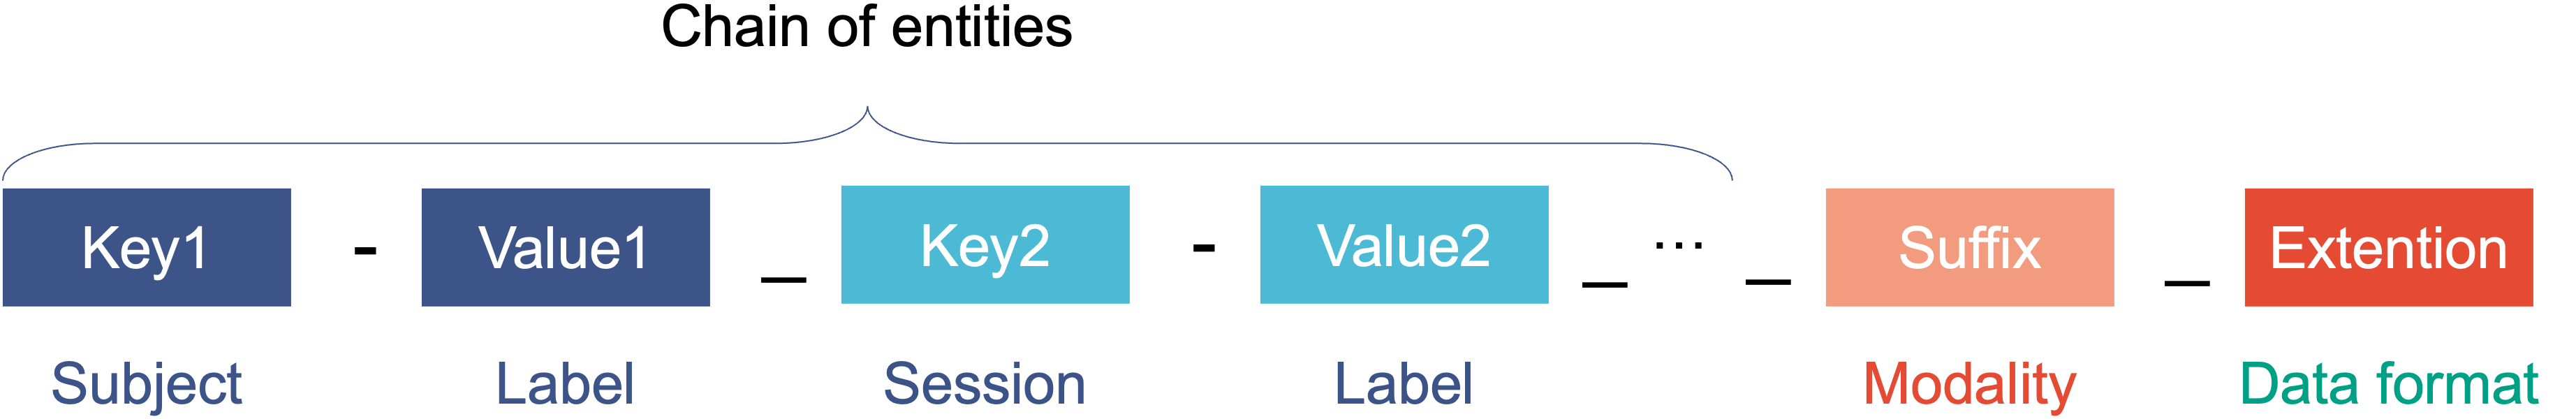 Chain of entities
Key1 - Value1 _ Key2 - Value2 _ ... _ Suffix _ Extention
Subject Label Session Label Modality Data format